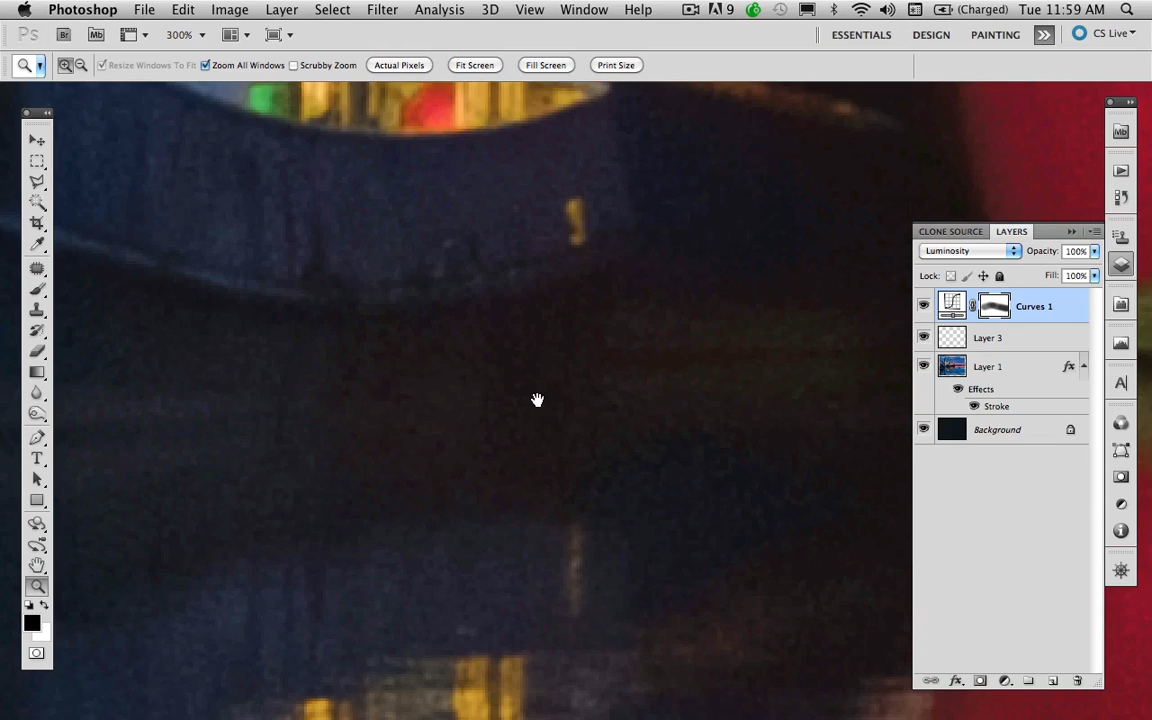 Photoshop File Edit Image Layer Select Filter Analysis 3D View Window Help 9 (Charged) Tue 11:59 AM
Ps Br Mb 300% ESSENTIALS DESIGN PAINTING CS Live
Resize Windows To Fit Zoom All Windows Scrubby Zoom Actual Pixels Fit Screen Fill Screen Print Size
Mb
CLONE SOURCE LAYERS
Luminosity Opacity: 100%
Lock: Fill: 100%
Curves 1
Layer 3
Layer 1 fx
Effects
Stroke
Background
A
T
fx